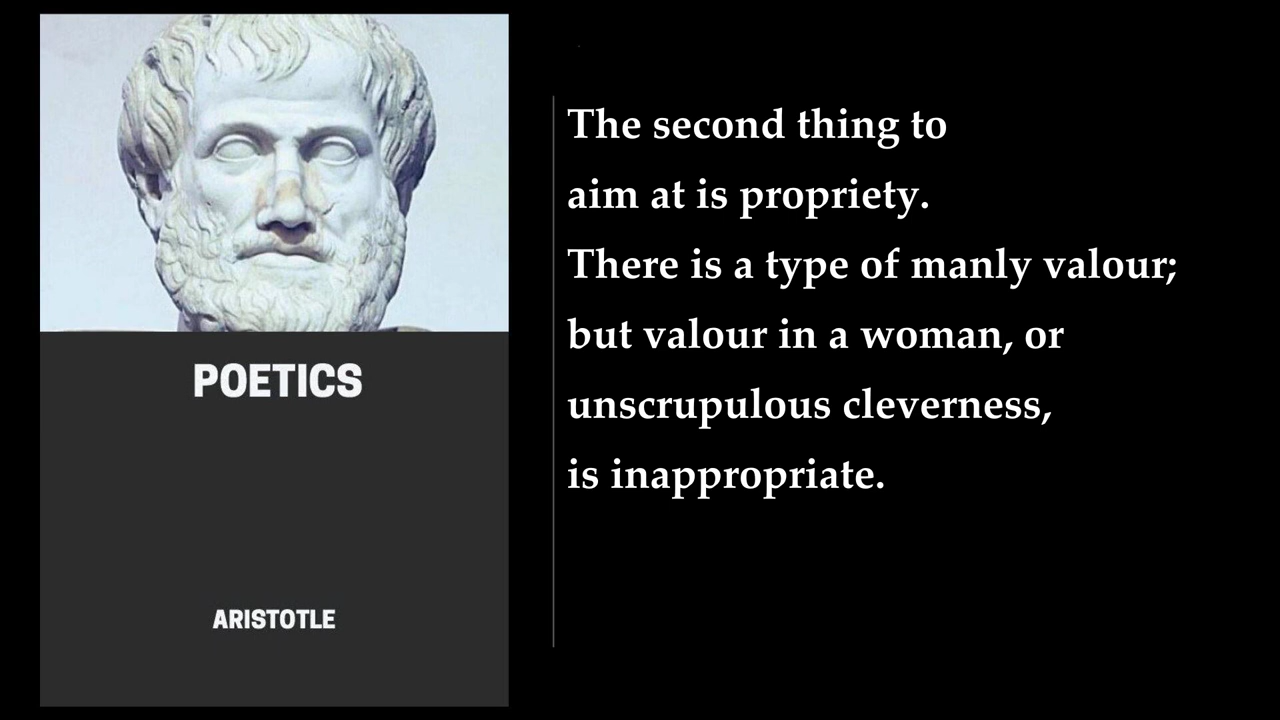 POETICS
ARISTOTLE
The second thing to
aim at is propriety.
There is a type of manly valour;
but valour in a woman, or
unscrupulous cleverness,
is inappropriate.